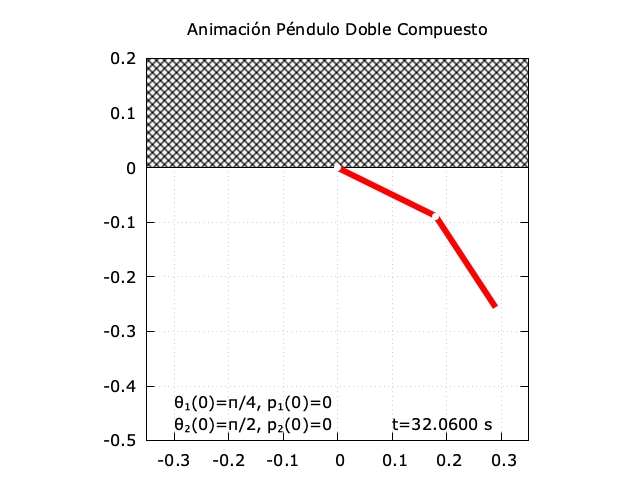 Animación Péndulo Doble Compuesto
0.2
0.1
0
-0.1
-0.2
-0.3
-0.4
-0.5
θ₁(0)=π/4, p₁(0)=0
θ₂(0)=π/2, p₂(0)=0
t=32.0600 s
-0.3 -0.2 -0.1 0 0.1 0.2 0.3